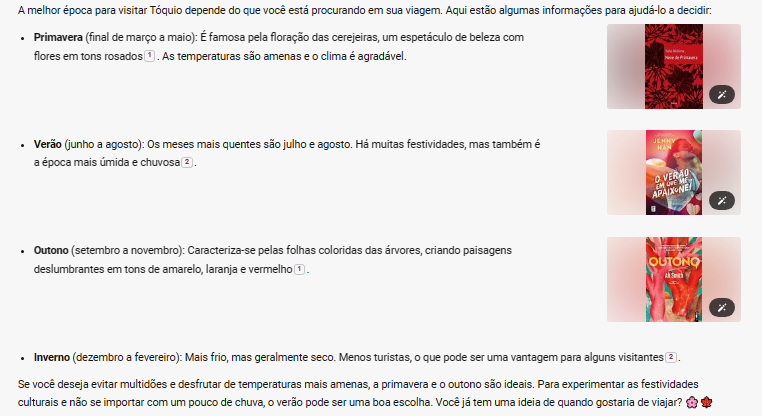 A melhor época para visitar Tóquio depende do que você está procurando em sua viagem. Aqui estão algumas informações para ajudá-lo a decidir:
Primavera (final de março a maio): É famosa pela floração das cerejeiras, um espetáculo de beleza com
flores em tons rosados 1 . As temperaturas são amenas e o clima é agradável.
Neve de Primavera
Verão (junho a agosto): Os meses mais quentes são julho e agosto. Há muitas festividades, mas também é
a época mais úmida e chuvosa 2 .
JENNY
HAN
O VERÃO
EM QUE ME
APAIXONEI
Outono (setembro a novembro): Caracteriza-se pelas folhas coloridas das árvores, criando paisagens
deslumbrantes em tons de amarelo, laranja e vermelho 1 .
OUTONO
Ali Smith
Inverno (dezembro a fevereiro): Mais frio, mas geralmente seco. Menos turistas, o que pode ser uma vantagem para alguns visitantes 2 .
Se você deseja evitar multidões e desfrutar de temperaturas mais amenas, a primavera e o outono são ideais. Para experimentar as festividades
culturais e não se importar com um pouco de chuva, o verão pode ser uma boa escolha. Você já tem uma ideia de quando gostaria de viajar? 🌸🍁